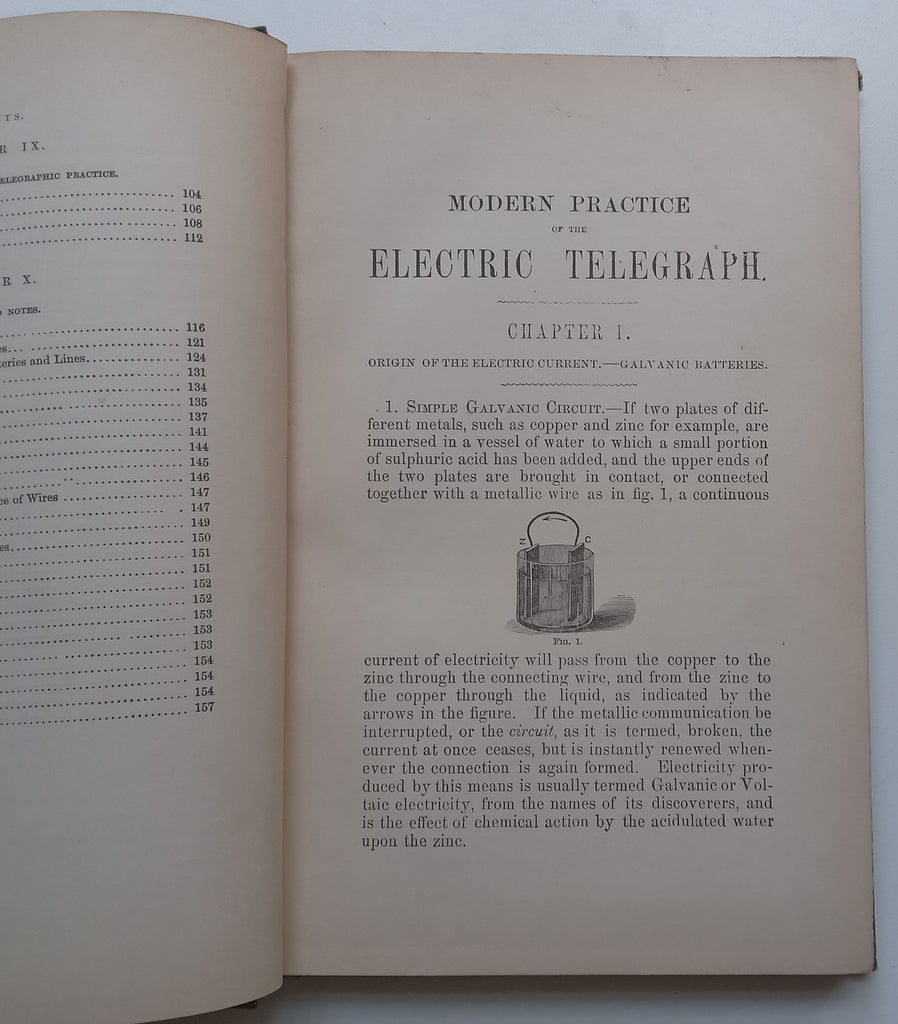 TS.
R IX.
ELEGRAPHIC PRACTICE.
104
106
108
112
R X.
NOTES.
116
es... 121
teries and Lines 124
131
134
135
137
141
144
145
146
ce of Wires 147
147
149
es... 150
151
151
152
152
153
153
153
154
154
154
157
MODERN PRACTICE
OF THE
ELECTRIC TELEGRAPH.
CHAPTER I.
ORIGIN OF THE ELECTRIC CURRENT.—GALVANIC BATTERIES.
1. SIMPLE GALVANIC CIRCUIT.—If two plates of dif-
ferent metals, such as copper and zinc for example, are
immersed in a vessel of water to which a small portion
of sulphuric acid has been added, and the upper ends of
the two plates are brought in contact, or connected
together with a metallic wire as in fig. 1, a continuous
Z C
FIG. 1.
current of electricity will pass from the copper to the
zinc through the connecting wire, and from the zinc to
the copper through the liquid, as indicated by the
arrows in the figure. If the metallic communication be
interrupted, or the circuit, as it is termed, broken, the
current at once ceases, but is instantly renewed when-
ever the connection is again formed. Electricity pro-
duced by this means is usually termed Galvanic or Vol-
taic electricity, from the names of its discoverers, and
is the effect of chemical action by the acidulated water
upon the zinc.